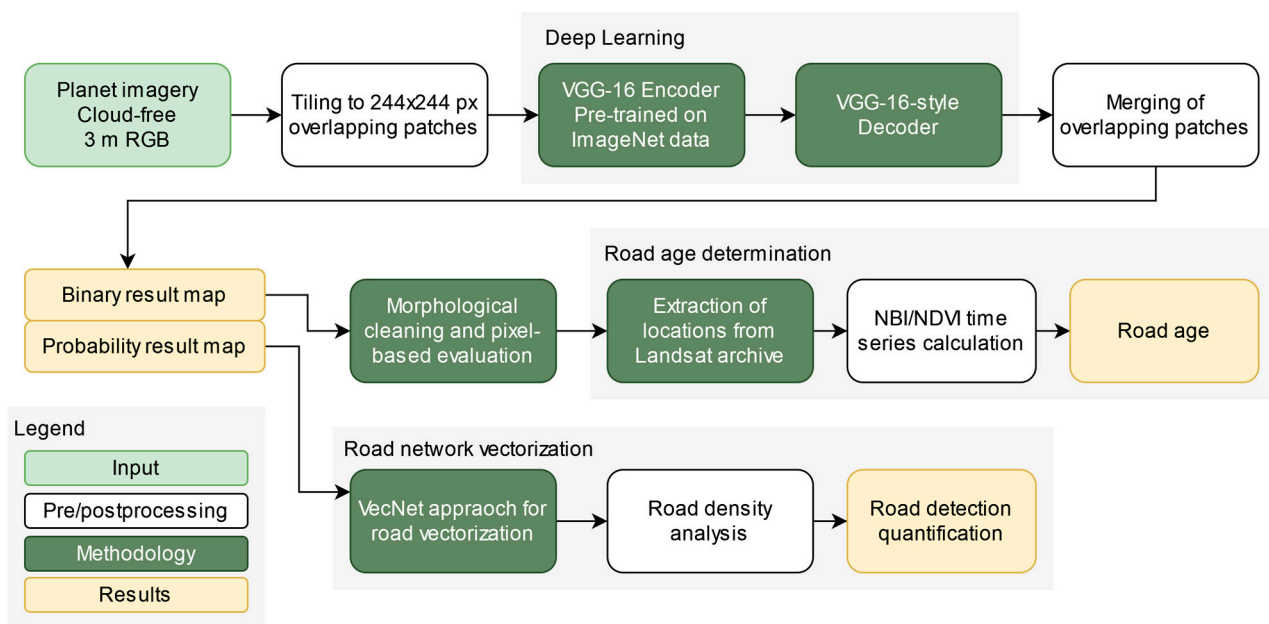 Deep Learning
Planet imagery
Cloud-free
3 m RGB
Tiling to 244x244 px
overlapping patches
VGG-16 Encoder
Pre-trained on
ImageNet data
VGG-16-style
Decoder
Merging of
overlapping patches
Road age determination
Binary result map
Probability result map
Morphological
cleaning and pixel-
based evaluation
Extraction of
locations from
Landsat archive
NBI/NDVI time
series calculation
Road age
Road network vectorization
VecNet appraoch for
road vectorization
Road density
analysis
Road detection
quantification
Legend
Input
Pre/postprocessing
Methodology
Results